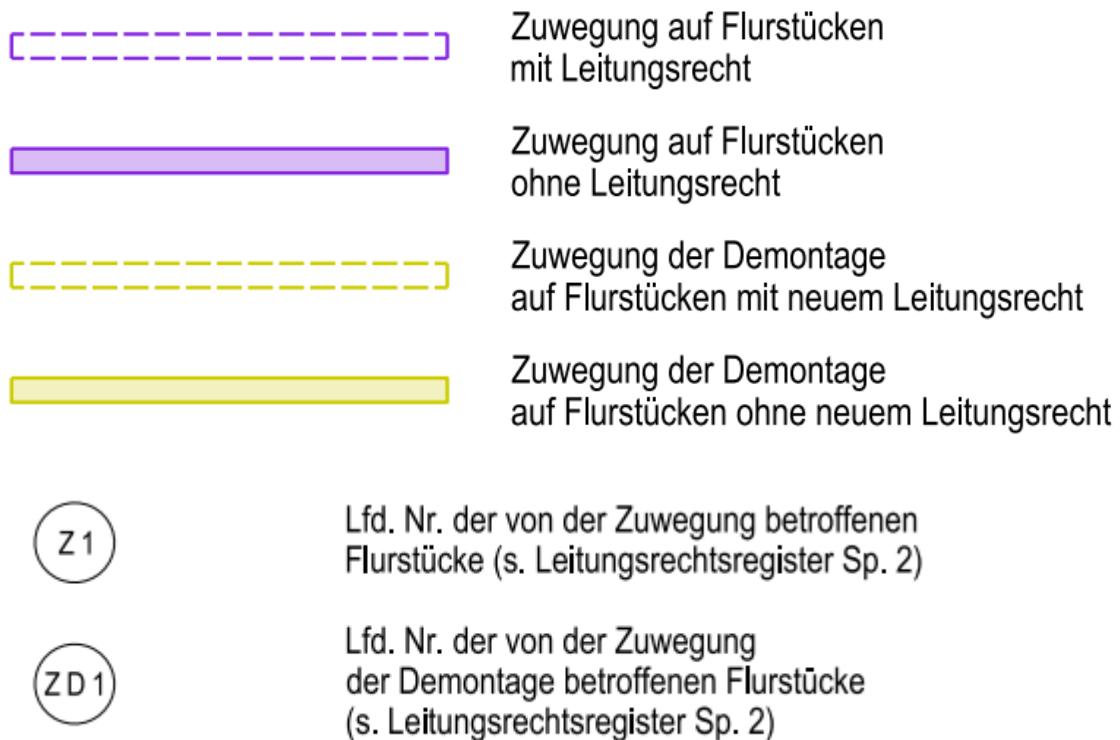 Zuwegung auf Flurstücken
mit Leitungsrecht
Zuwegung auf Flurstücken
ohne Leitungsrecht
Zuwegung der Demontage
auf Flurstücken mit neuem Leitungsrecht
Zuwegung der Demontage
auf Flurstücken ohne neuem Leitungsrecht
Z1
Lfd. Nr. der von der Zuwegung betroffenen
Flurstücke (s. Leitungsrechtsregister Sp. 2)
ZD1
Lfd. Nr. der von der Zuwegung
der Demontage betroffenen Flurstücke
(s. Leitungsrechtsregister Sp. 2)